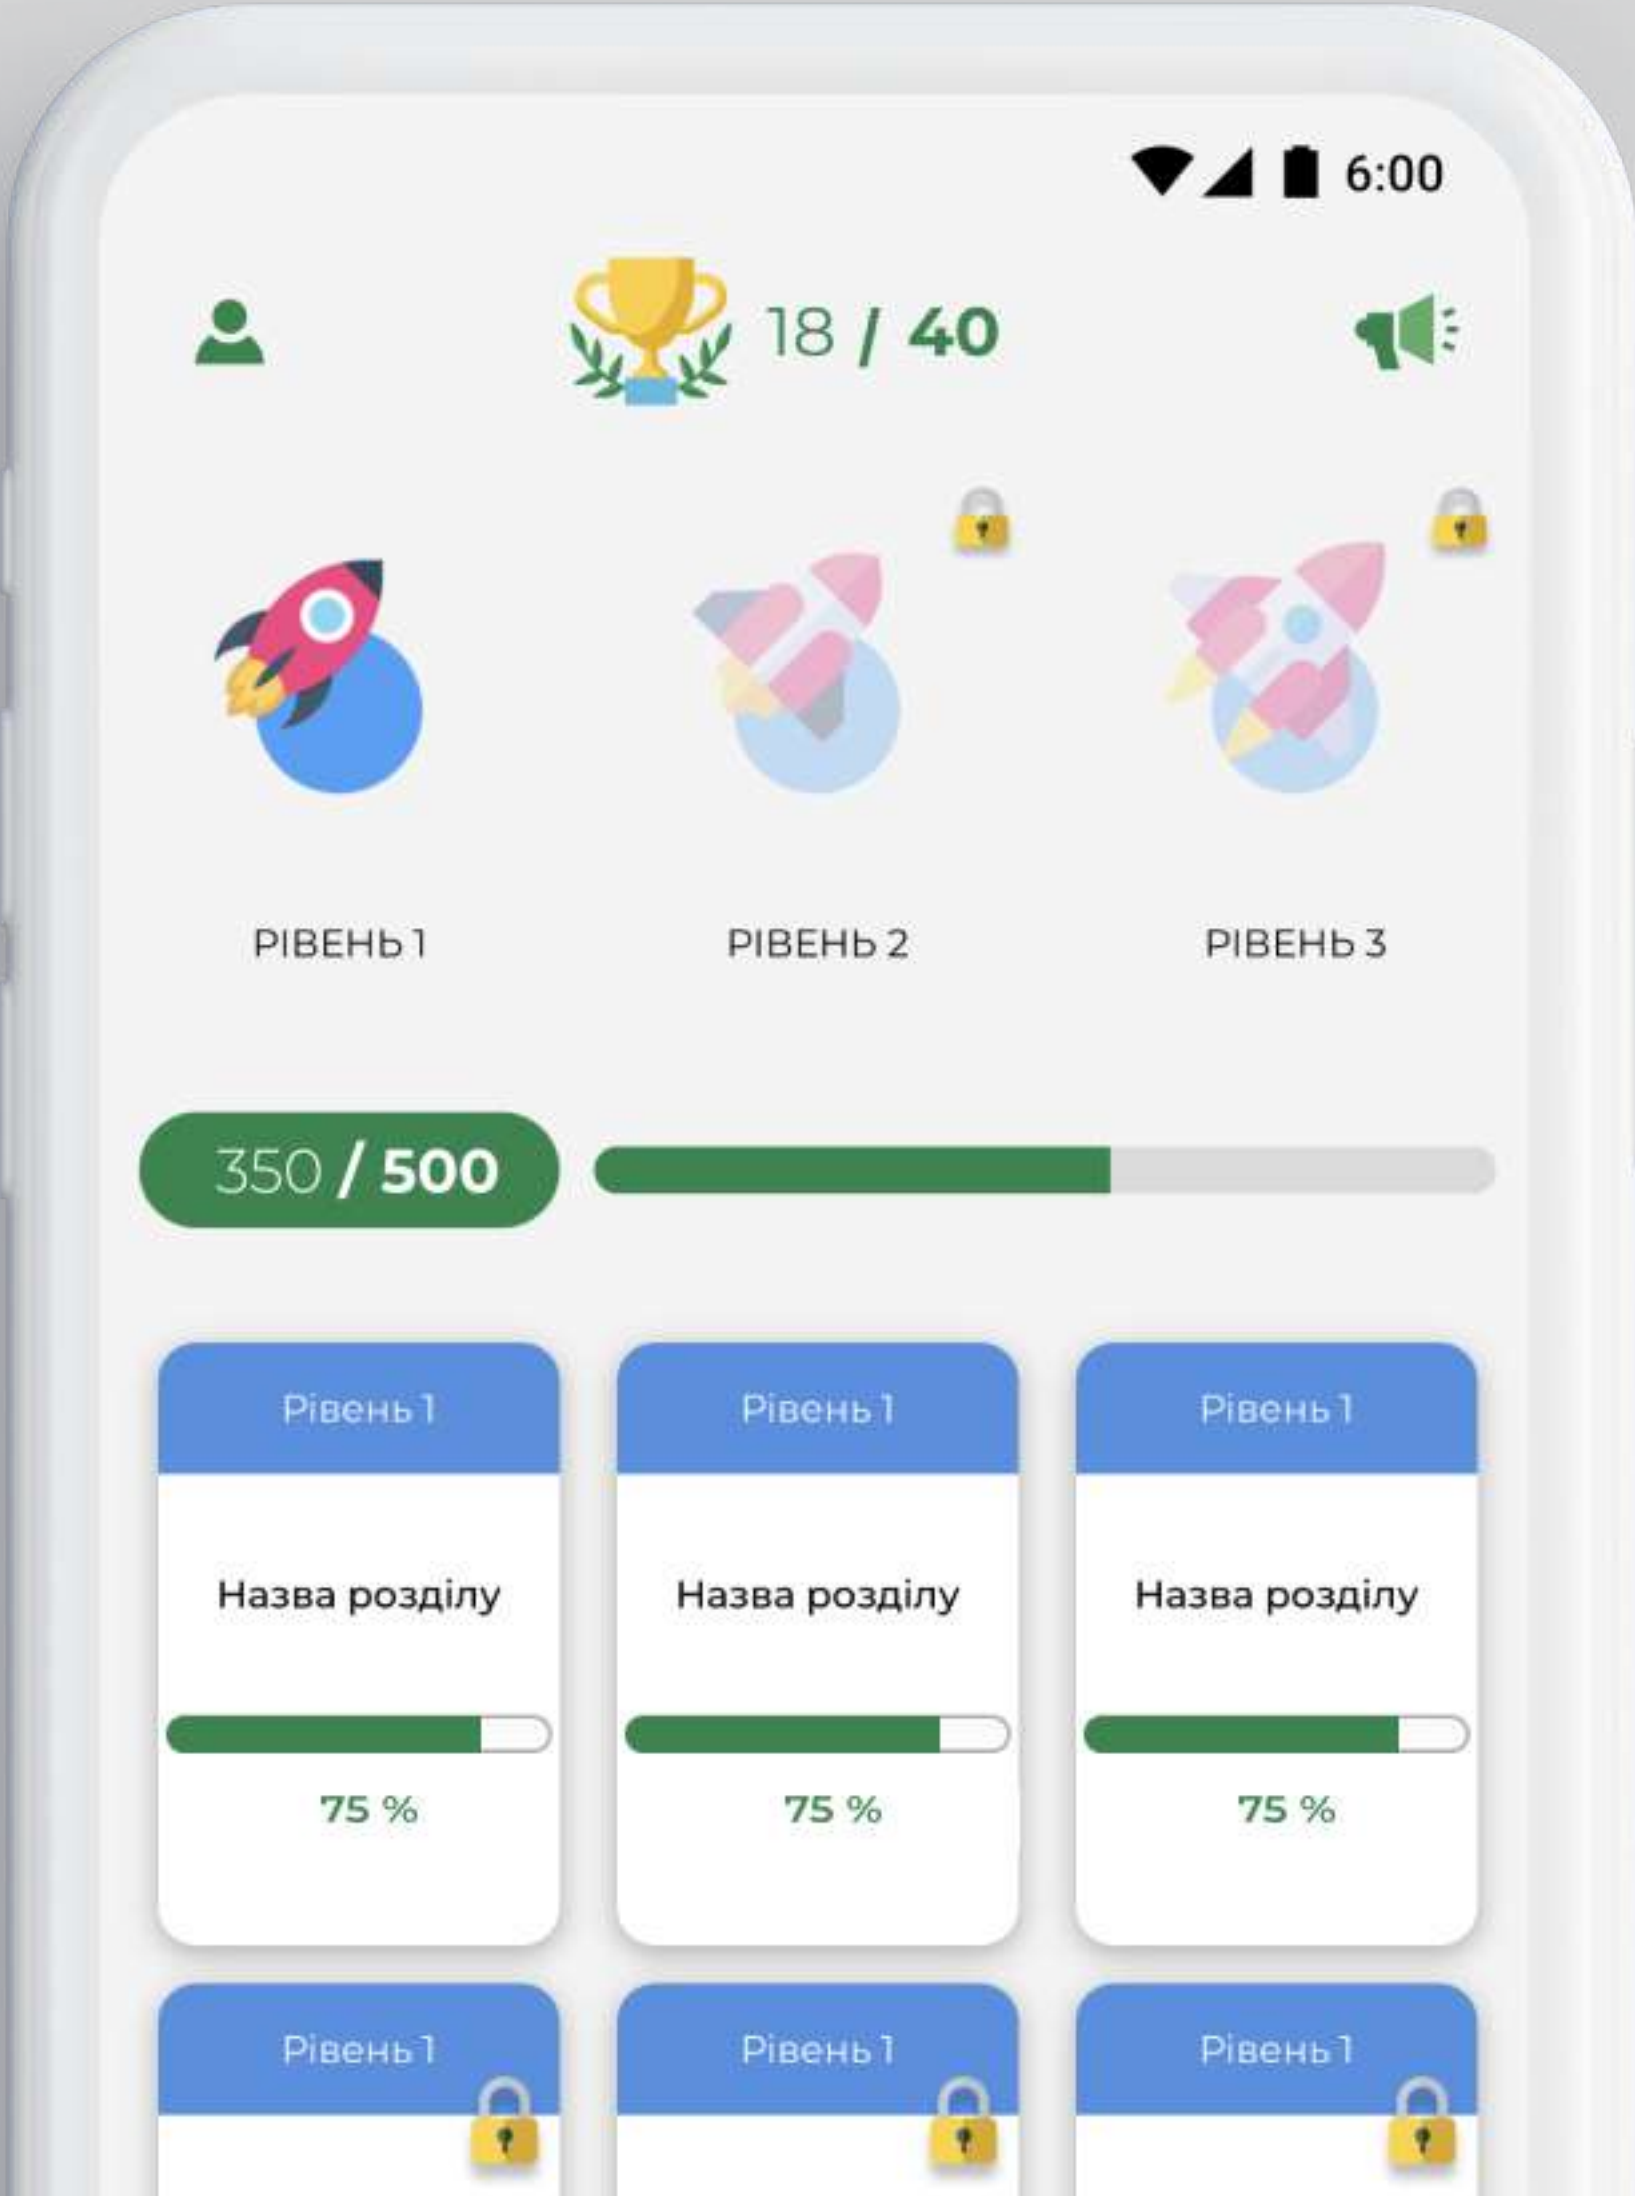 6:00
18 / 40
РІВЕНЬ 1
РІВЕНЬ 2
РІВЕНЬ 3
350 / 500
Рівень 1
Рівень 1
Рівень 1
Назва розділу
Назва розділу
Назва розділу
75 %
75 %
75 %
Рівень 1
Рівень 1
Рівень 1